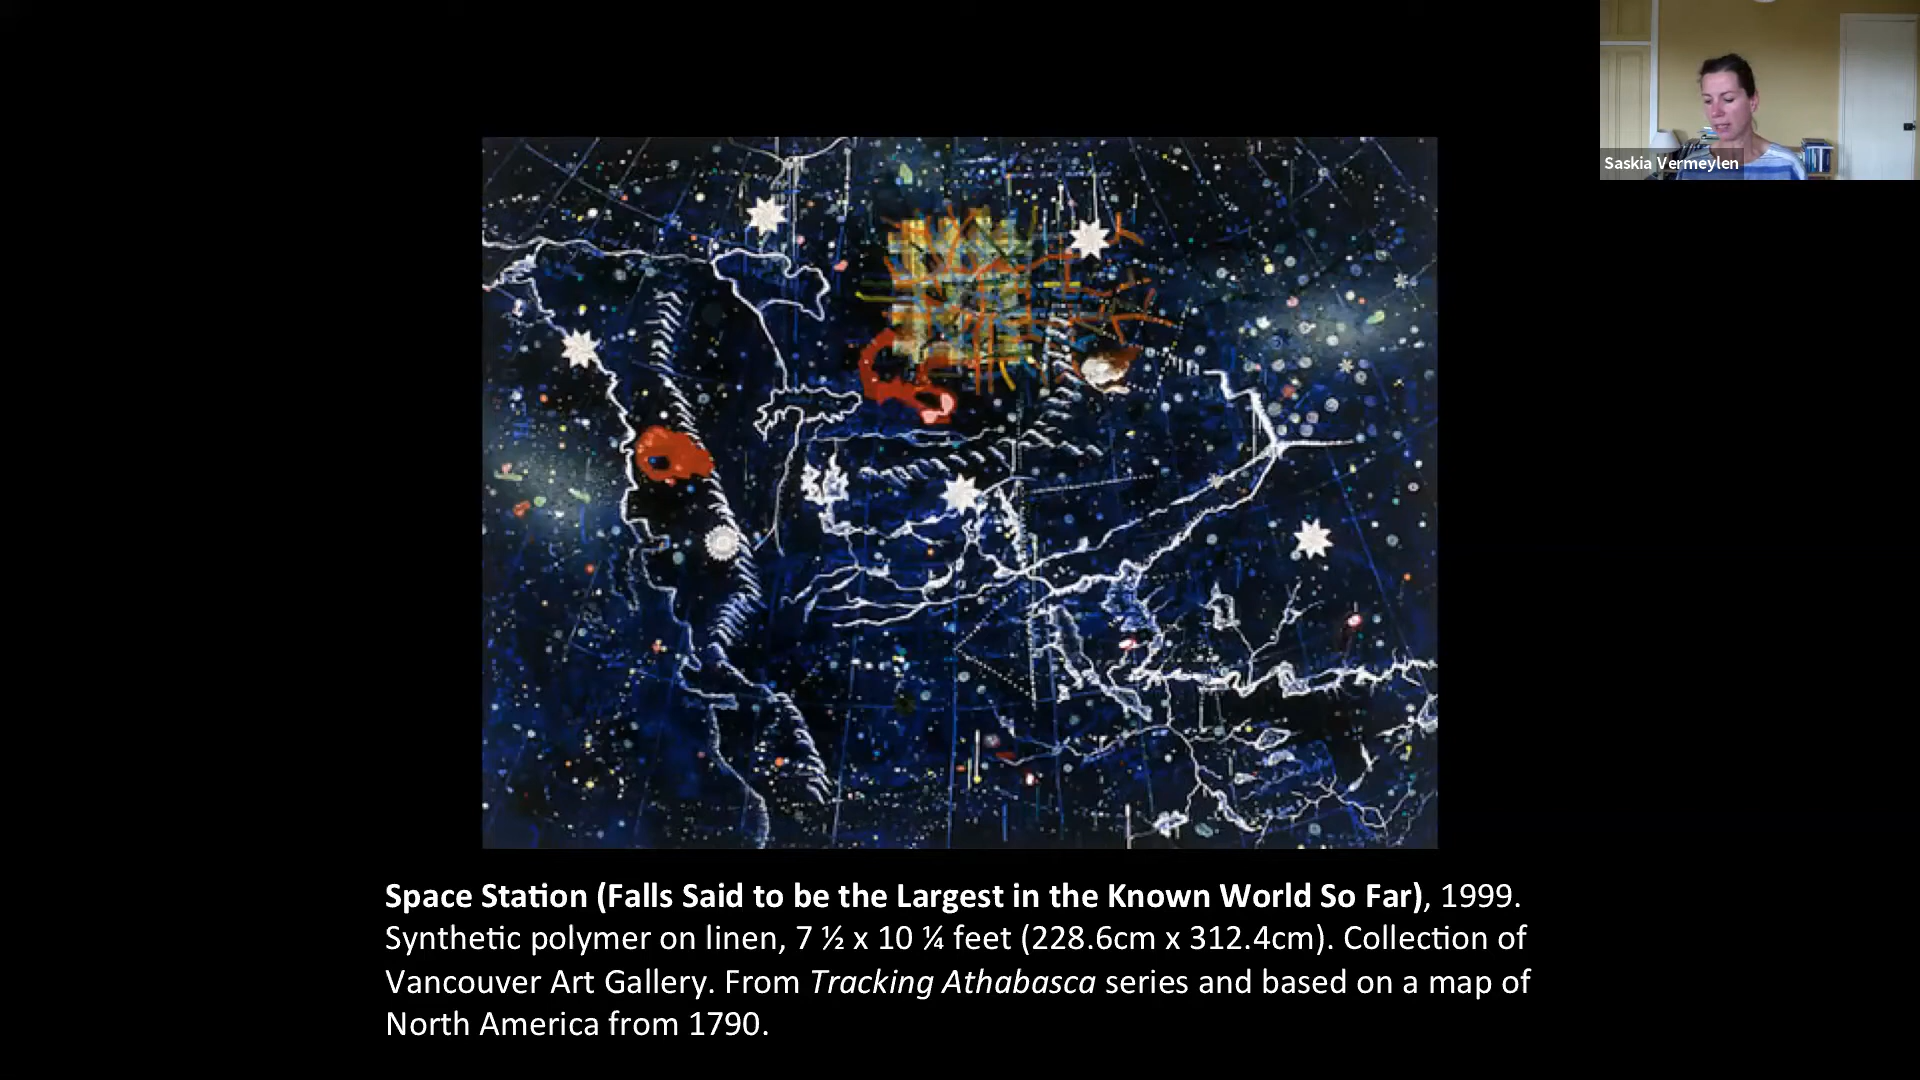 Saskia Vermeylen
Space Station (Falls Said to be the Largest in the Known World So Far), 1999.
Synthetic polymer on linen, 7 ½ x 10 ¼ feet (228.6cm x 312.4cm). Collection of
Vancouver Art Gallery. From Tracking Athabasca series and based on a map of
North America from 1790.